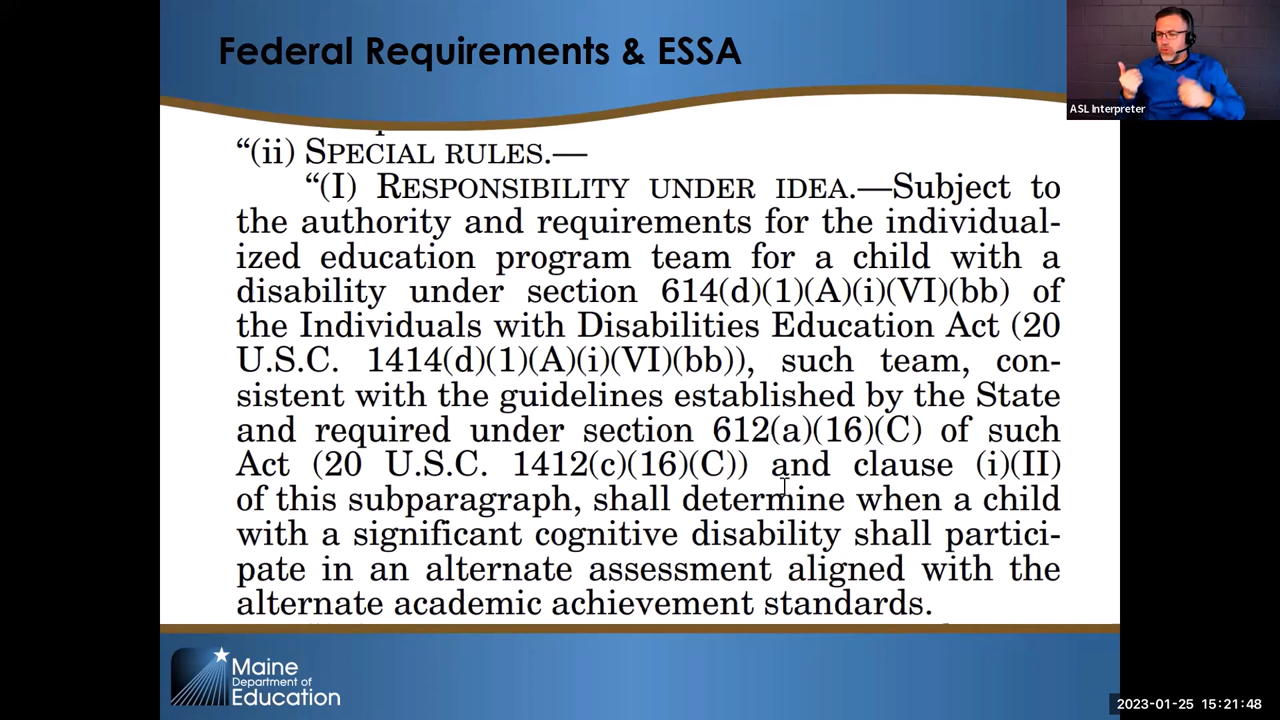 Federal Requirements & ESSA
ASL Interpreter
“(ii) SPECIAL RULES.—
“(I) RESPONSIBILITY UNDER IDEA.—Subject to
the authority and requirements for the individual-
ized education program team for a child with a
disability under section 614(d)(1)(A)(i)(VI)(bb) of
the Individuals with Disabilities Education Act (20
U.S.C. 1414(d)(1)(A)(i)(VI)(bb)), such team, con-
sistent with the guidelines established by the State
and required under section 612(a)(16)(C) of such
Act (20 U.S.C. 1412(c)(16)(C)) and clause (i)(II)
of this subparagraph, shall determine when a child
with a significant cognitive disability shall partici-
pate in an alternate assessment aligned with the
alternate academic achievement standards.
Maine
Department of
Education
2023-01-25 15:21:48